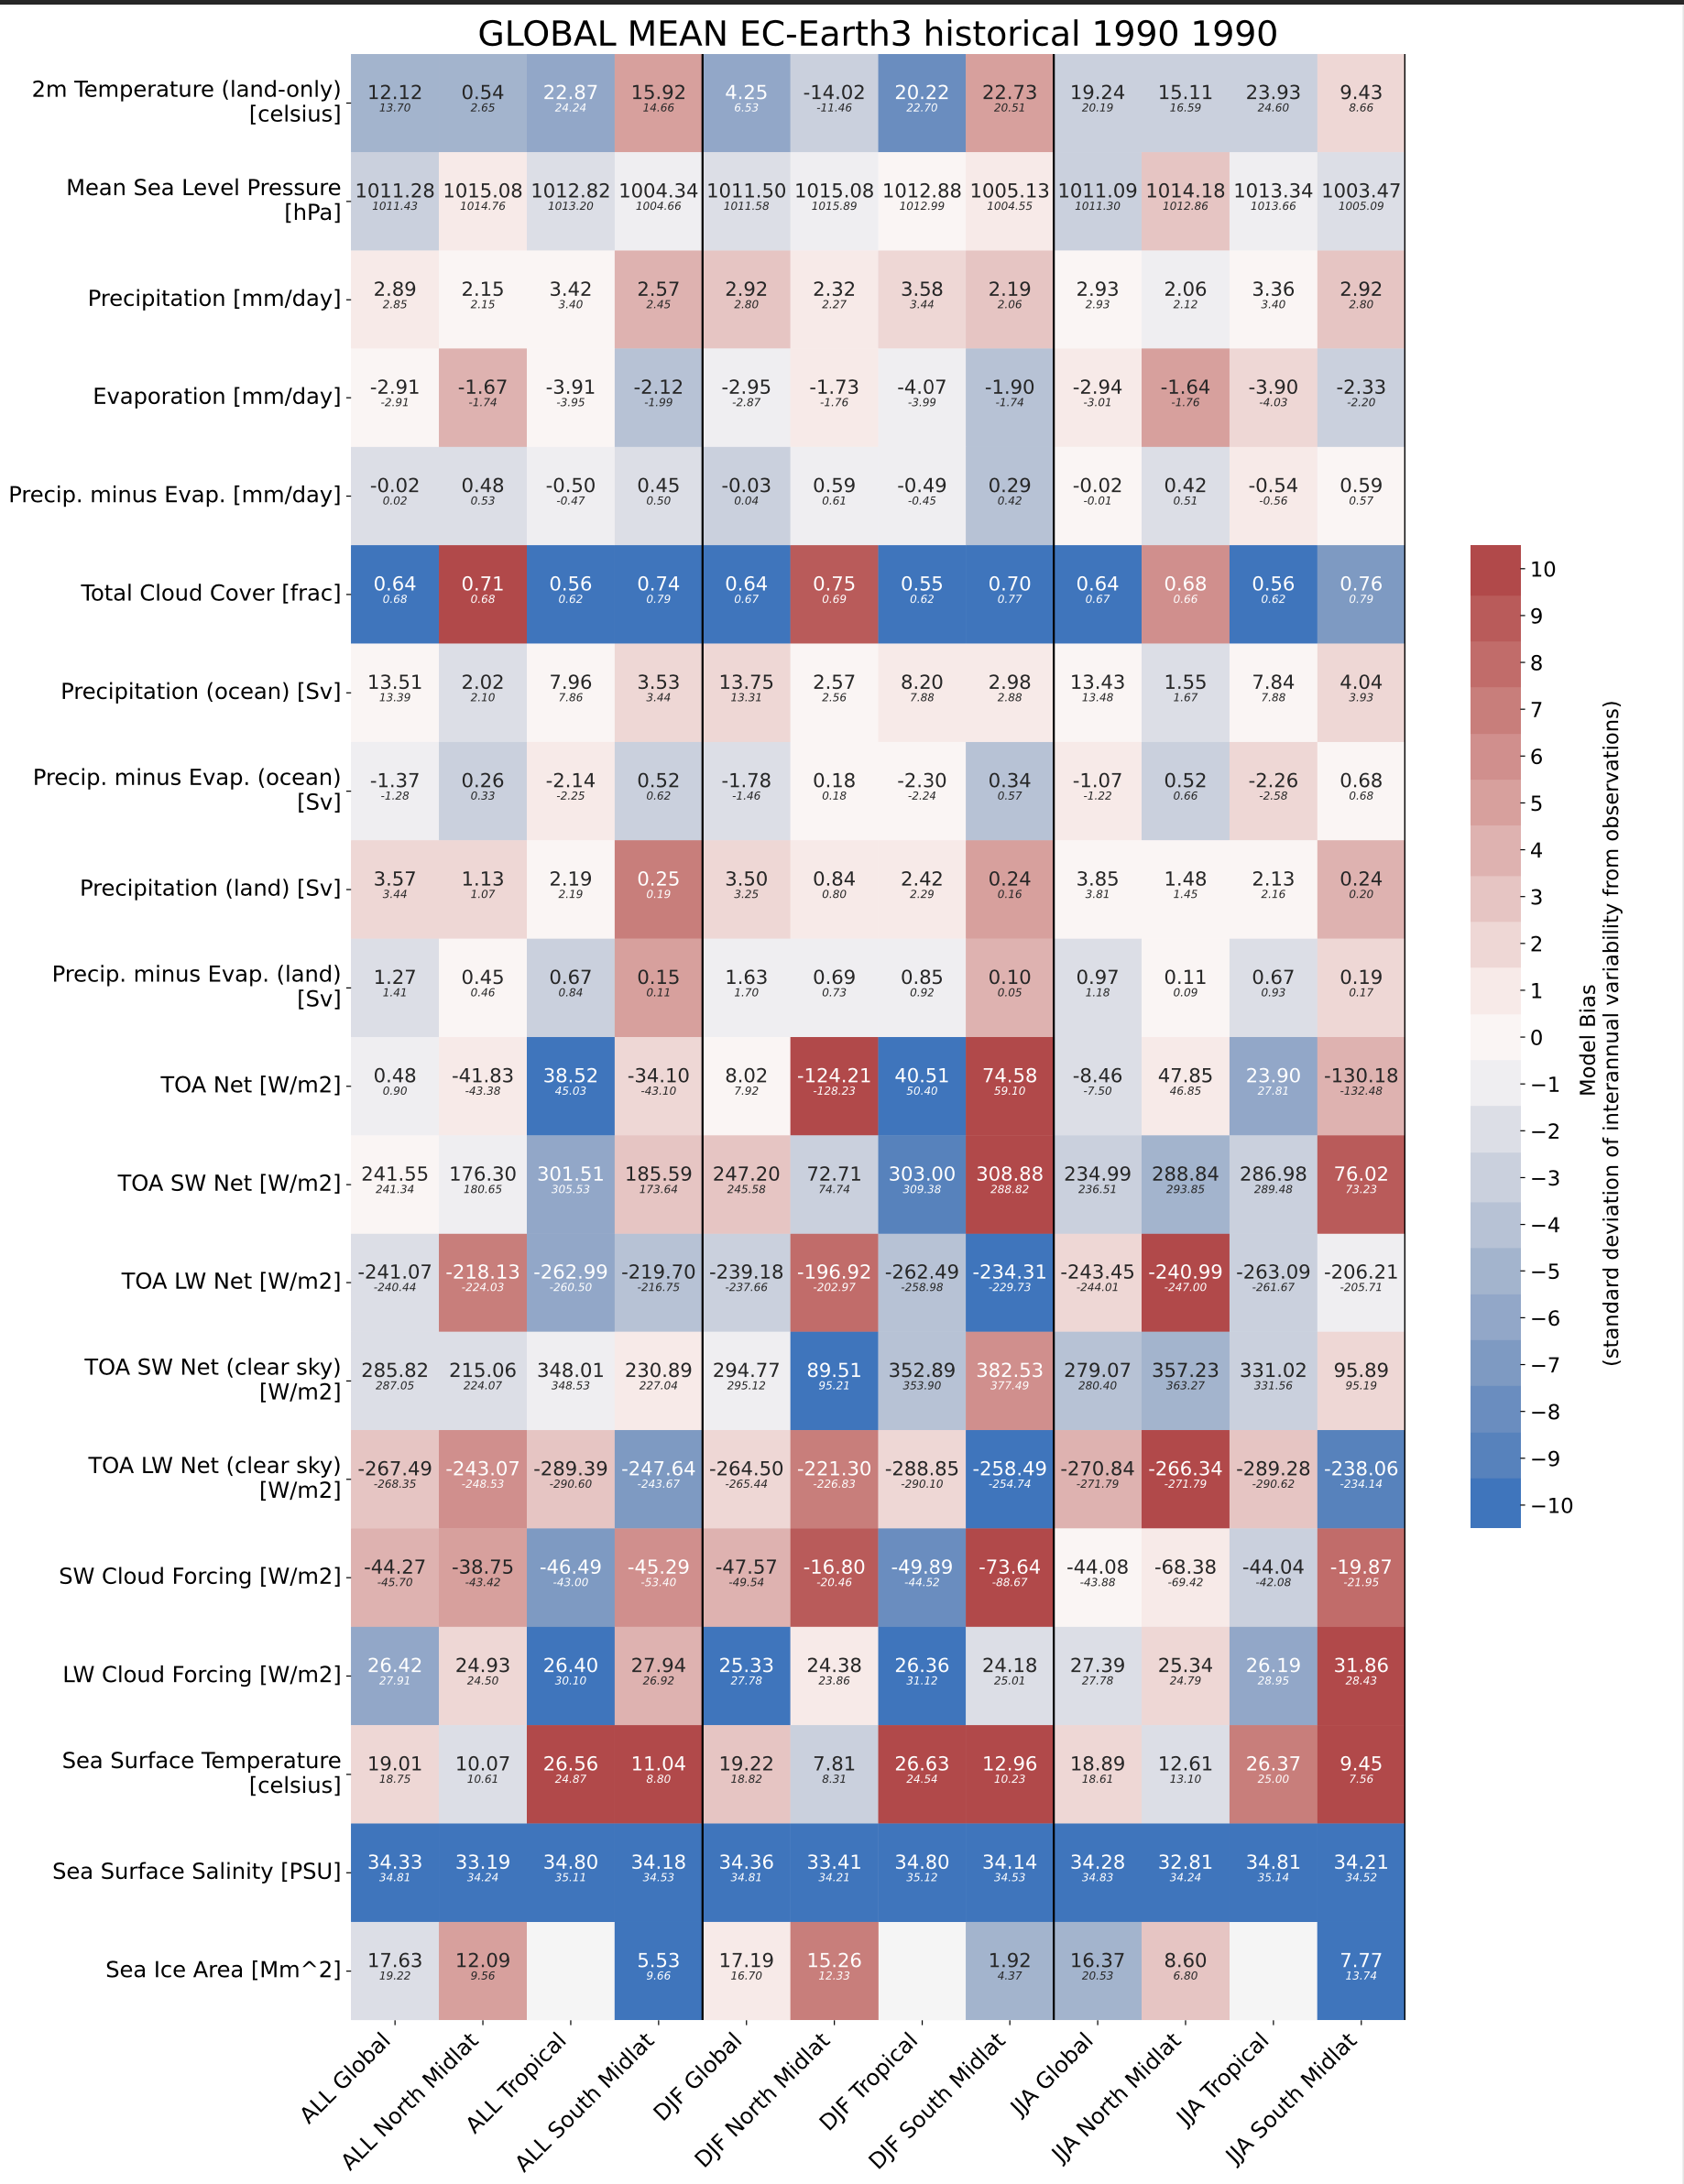 GLOBAL MEAN EC-Earth3 historical 1990 1990
2m Temperature (land-only)
[celsius]
12.12 0.54 22.87 15.92 4.25 -14.02 20.22 22.73 19.24 15.11 23.93 9.43
13.70 2.65 24.24 14.66 6.53 -11.46 22.70 20.51 20.19 16.59 24.60 8.66
Mean Sea Level Pressure
[hPa]
1011.28 1015.08 1012.82 1004.34 1011.50 1015.08 1012.88 1005.13 1011.09 1014.18 1013.34 1003.47
1011.43 1014.76 1013.20 1004.66 1011.58 1015.89 1012.99 1004.55 1011.30 1012.86 1013.66 1005.09
Precipitation [mm/day]
2.89 2.15 3.42 2.57 2.92 2.32 3.58 2.19 2.93 2.06 3.36 2.92
2.85 2.15 3.40 2.45 2.80 2.27 3.44 2.06 2.93 2.12 3.40 2.80
Evaporation [mm/day]
-2.91 -1.67 -3.91 -2.12 -2.95 -1.73 -4.07 -1.90 -2.94 -1.64 -3.90 -2.33
-2.91 -1.74 -3.95 -1.99 -2.87 -1.76 -3.99 -1.74 -3.01 -1.76 -4.03 -2.20
Precip. minus Evap. [mm/day]
-0.02 0.48 -0.50 0.45 -0.03 0.59 -0.49 0.29 -0.02 0.42 -0.54 0.59
0.02 0.53 -0.47 0.50 0.04 0.61 -0.45 0.42 -0.01 0.51 -0.56 0.57
Total Cloud Cover [frac]
0.64 0.71 0.56 0.74 0.64 0.75 0.55 0.70 0.64 0.68 0.56 0.76
0.68 0.68 0.62 0.79 0.67 0.69 0.62 0.77 0.67 0.66 0.62 0.79
Precipitation (ocean) [Sv]
13.51 2.02 7.96 3.53 13.75 2.57 8.20 2.98 13.43 1.55 7.84 4.04
13.39 2.10 7.86 3.44 13.31 2.56 7.88 2.88 13.48 1.67 7.88 3.93
Precip. minus Evap. (ocean)
[Sv]
-1.37 0.26 -2.14 0.52 -1.78 0.18 -2.30 0.34 -1.07 0.52 -2.26 0.68
-1.28 0.33 -2.25 0.62 -1.46 0.18 -2.24 0.57 -1.22 0.66 -2.58 0.68
Precipitation (land) [Sv]
3.57 1.13 2.19 0.25 3.50 0.84 2.42 0.24 3.85 1.48 2.13 0.24
3.44 1.07 2.19 0.19 3.25 0.80 2.29 0.16 3.81 1.45 2.16 0.20
Precip. minus Evap. (land)
[Sv]
1.27 0.45 0.67 0.15 1.63 0.69 0.85 0.10 0.97 0.11 0.67 0.19
1.41 0.46 0.84 0.11 1.70 0.73 0.92 0.05 1.18 0.09 0.93 0.17
TOA Net [W/m2]
0.48 -41.83 38.52 -34.10 8.02 -124.21 40.51 74.58 -8.46 47.85 23.90 -130.18
0.90 -43.38 45.03 -43.10 7.92 -128.23 50.40 59.10 -7.50 46.85 27.81 -132.48
TOA SW Net [W/m2]
241.55 176.30 301.51 185.59 247.20 72.71 303.00 308.88 234.99 288.84 286.98 76.02
241.34 180.65 305.53 173.64 245.58 74.74 309.38 288.82 236.51 293.85 289.48 73.23
TOA LW Net [W/m2]
-241.07 -218.13 -262.99 -219.70 -239.18 -196.92 -262.49 -234.31 -243.45 -240.99 -263.09 -206.21
-240.44 -224.03 -260.50 -216.75 -237.66 -202.97 -258.98 -229.73 -244.01 -247.00 -261.67 -205.71
TOA SW Net (clear sky)
[W/m2]
285.82 215.06 348.01 230.89 294.77 89.51 352.89 382.53 279.07 357.23 331.02 95.89
287.05 224.07 348.53 227.04 295.12 95.21 353.90 377.49 280.40 363.27 331.56 95.19
TOA LW Net (clear sky)
[W/m2]
-267.49 -243.07 -289.39 -247.64 -264.50 -221.30 -288.85 -258.49 -270.84 -266.34 -289.28 -238.06
-268.35 -248.53 -290.60 -243.67 -265.44 -226.83 -290.10 -254.74 -271.79 -271.79 -290.62 -234.14
SW Cloud Forcing [W/m2]
-44.27 -38.75 -46.49 -45.29 -47.57 -16.80 -49.89 -73.64 -44.08 -68.38 -44.04 -19.87
-45.70 -43.42 -43.00 -53.40 -49.54 -20.46 -44.52 -88.67 -43.88 -69.42 -42.08 -21.95
LW Cloud Forcing [W/m2]
26.42 24.93 26.40 27.94 25.33 24.38 26.36 24.18 27.39 25.34 26.19 31.86
27.91 24.50 30.10 26.92 27.78 23.86 31.12 25.01 27.78 24.79 28.95 28.43
Sea Surface Temperature
[celsius]
19.01 10.07 26.56 11.04 19.22 7.81 26.63 12.96 18.89 12.61 26.37 9.45
18.75 10.61 24.87 8.80 18.82 8.31 24.54 10.23 18.61 13.10 25.00 7.56
Sea Surface Salinity [PSU]
34.33 33.19 34.80 34.18 34.36 33.41 34.80 34.14 34.28 32.81 34.81 34.21
34.81 34.24 35.11 34.53 34.81 34.21 35.12 34.53 34.83 34.24 35.14 34.52
Sea Ice Area [Mm^2]
17.63 12.09 5.53 17.19 15.26 1.92 16.37 8.60 7.77
19.22 9.56 9.66 16.70 12.33 4.37 20.53 6.80 13.74
ALL Global
ALL North Midlat
ALL Tropical
ALL South Midlat
DJF Global
DJF North Midlat
DJF Tropical
DJF South Midlat
JJA Global
JJA North Midlat
JJA Tropical
JJA South Midlat
10
9
8
7
6
5
4
3
2
1
0
−1
−2
−3
−4
−5
−6
−7
−8
−9
−10
Model Bias
(standard deviation of interannual variability from observations)